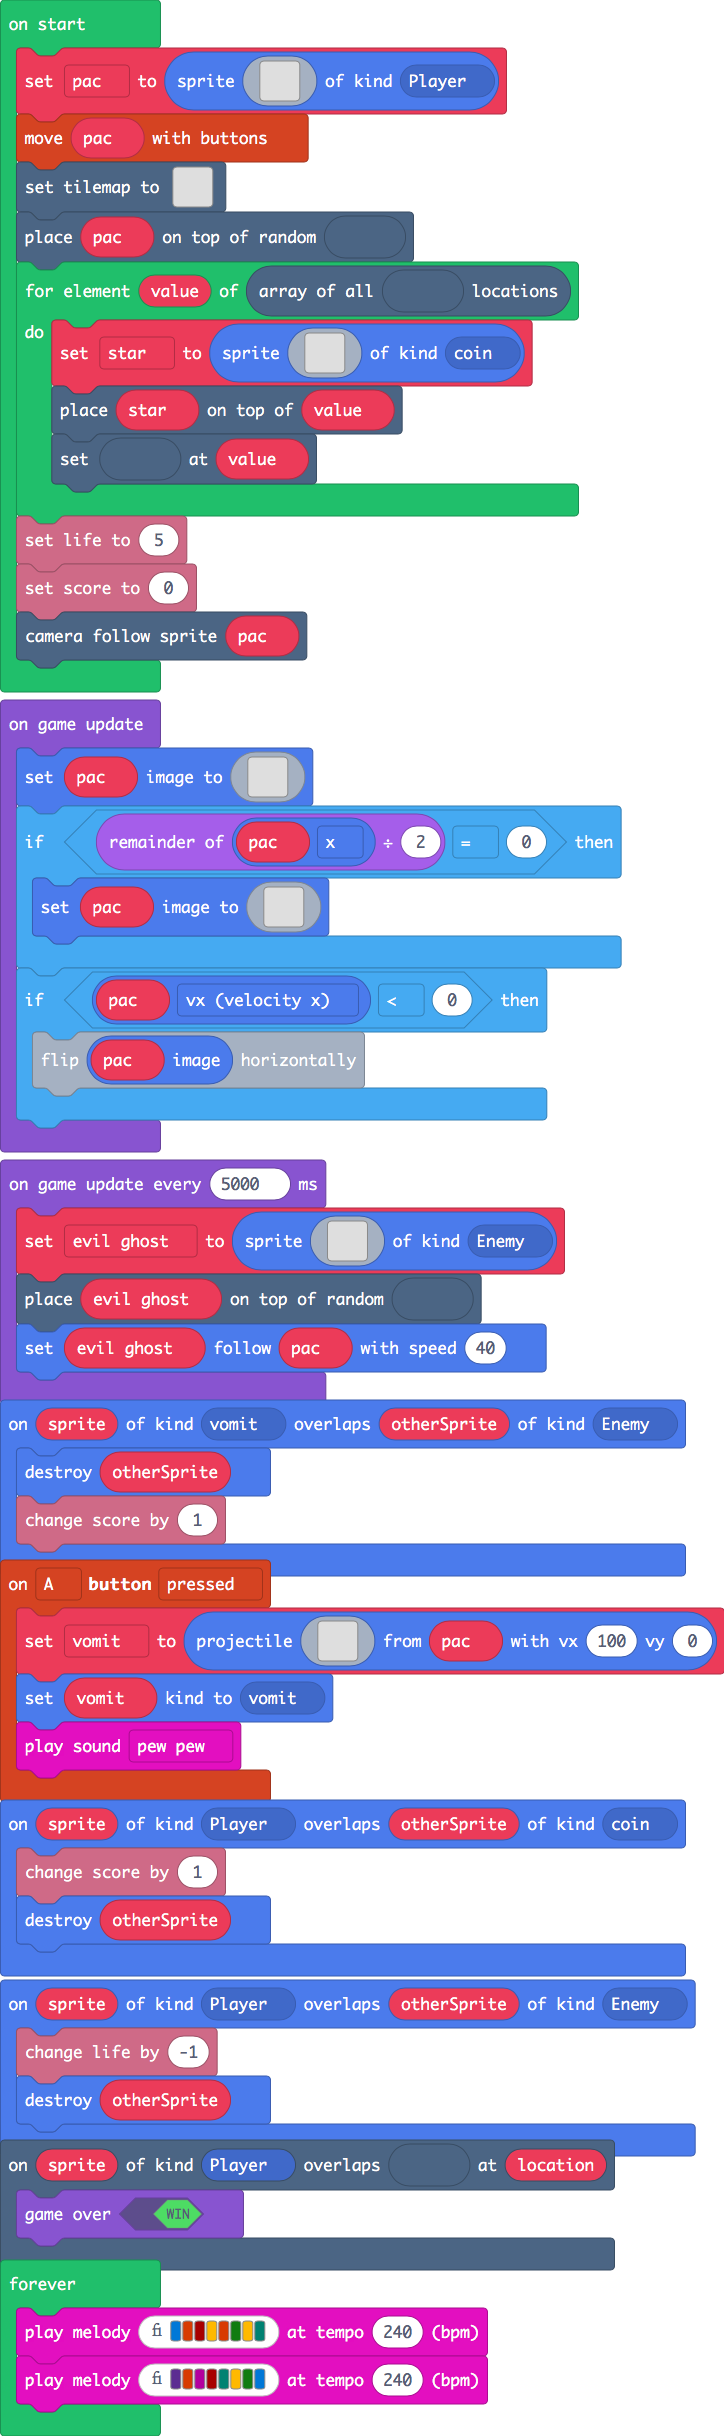 on start
set pac to sprite of kind Player
move pac with buttons
set tilemap to
place pac on top of random
for element value of array of all locations
do
set star to sprite of kind coin
place star on top of value
set at value
set life to 5
set score to 0
camera follow sprite pac
on game update
set pac image to
if remainder of pac x ÷ 2 = 0 then
set pac image to
if pac vx (velocity x) < 0 then
flip pac image horizontally
on game update every 5000 ms
set evil ghost to sprite of kind Enemy
place evil ghost on top of random
set evil ghost follow pac with speed 40
on sprite of kind vomit overlaps otherSprite of kind Enemy
destroy otherSprite
change score by 1
on A button pressed
set vomit to projectile from pac with vx 100 vy 0
set vomit kind to vomit
play sound pew pew
on sprite of kind Player overlaps otherSprite of kind coin
change score by 1
destroy otherSprite
on sprite of kind Player overlaps otherSprite of kind Enemy
change life by -1
destroy otherSprite
on sprite of kind Player overlaps at location
game over WIN
forever
play melody at tempo 240 (bpm)
play melody at tempo 240 (bpm)